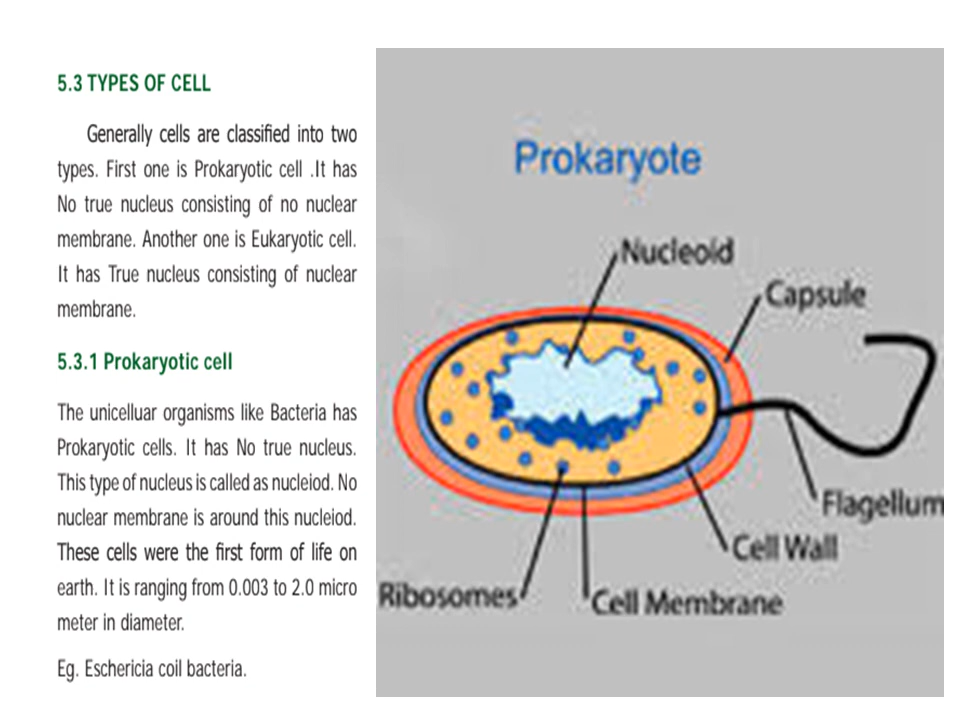 5.3 TYPES OF CELL
Generally cells are classified into two
types. First one is Prokaryotic cell .It has
No true nucleus consisting of no nuclear
membrane. Another one is Eukaryotic cell.
It has True nucleus consisting of nuclear
membrane.
5.3.1 Prokaryotic cell
The unicelluar organisms like Bacteria has
Prokaryotic cells. It has No true nucleus.
This type of nucleus is called as nucleiod. No
nuclear membrane is around this nucleiod.
These cells were the first form of life on
earth. It is ranging from 0.003 to 2.0 micro
meter in diameter.
Eg. Eschericia coil bacteria.
Prokaryote
Nucleoid
Capsule
Flagellum
Cell Wall
Ribosomes
Cell Membrane